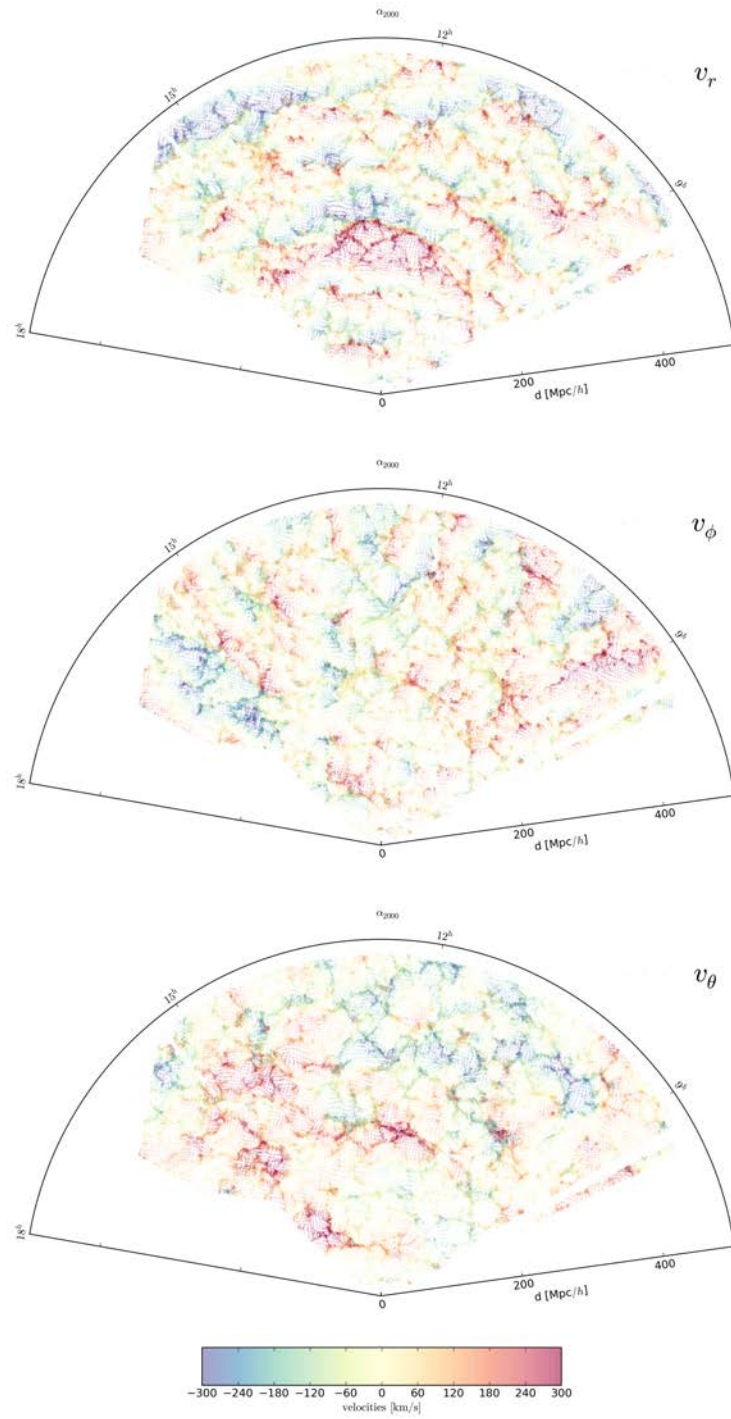 α2000
12h
vr
15h
9h
18h
400
200
d [Mpc/h]
0
α2000
12h
vϕ
15h
9h
18h
400
200
d [Mpc/h]
0
α2000
12h
vθ
15h
9h
18h
400
200
d [Mpc/h]
0
−300 −240 −180 −120 −60 0 60 120 180 240 300
velocities [km/s]